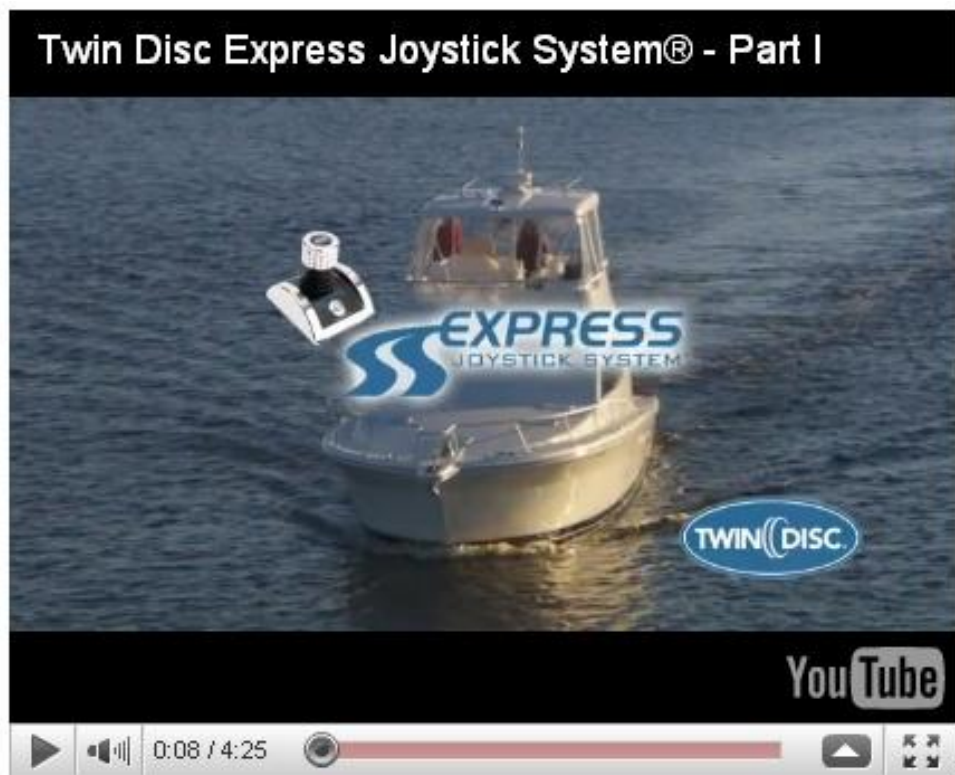 Twin Disc Express Joystick System® - Part I
EXPRESS
JOYSTICK SYSTEM
TWIN DISC
YouTube
0:08 / 4:25